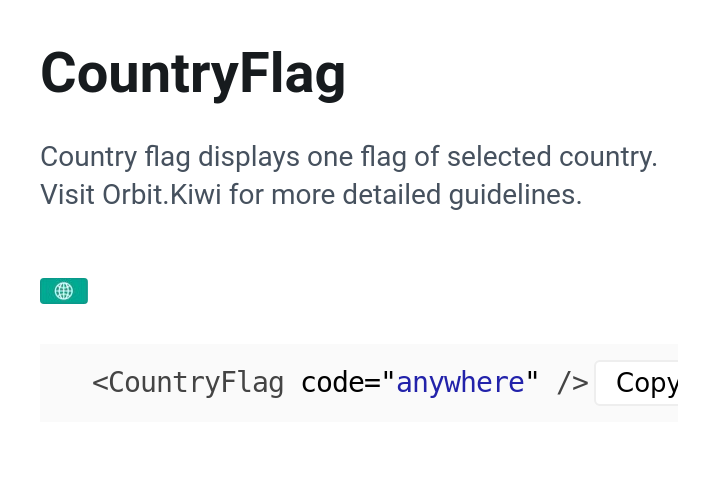 CountryFlag
Country flag displays one flag of selected country.
Visit Orbit.Kiwi for more detailed guidelines.
<CountryFlag code="anywhere" />
Copy